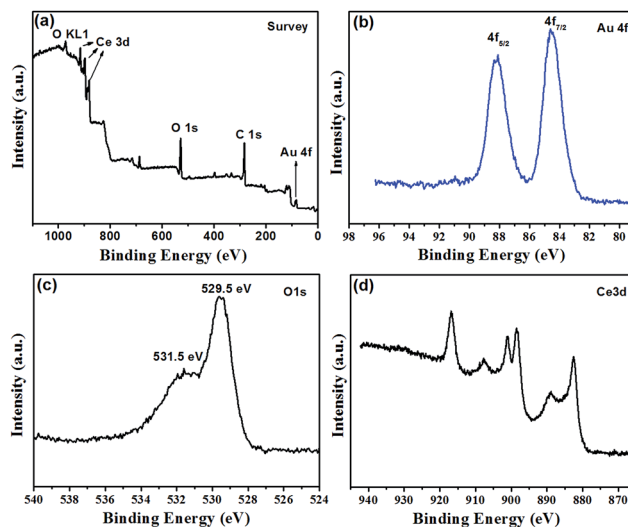 (a)
Survey
O KL1
Ce 3d
O 1s
C 1s
Au 4f
Intensity (a.u.)
1000 800 600 400 200 0
Binding Energy (eV)
(b)
4f5/2
4f7/2
Au 4f
Intensity (a.u.)
98 96 94 92 90 88 86 84 82 80
Binding Energy (eV)
(c)
O1s
529.5 eV
531.5 eV
Intensity (a.u.)
540 538 536 534 532 530 528 526 524
Binding Energy (eV)
(d)
Ce3d
Intensity (a.u.)
940 930 920 910 900 890 880 870
Binding Energy (eV)